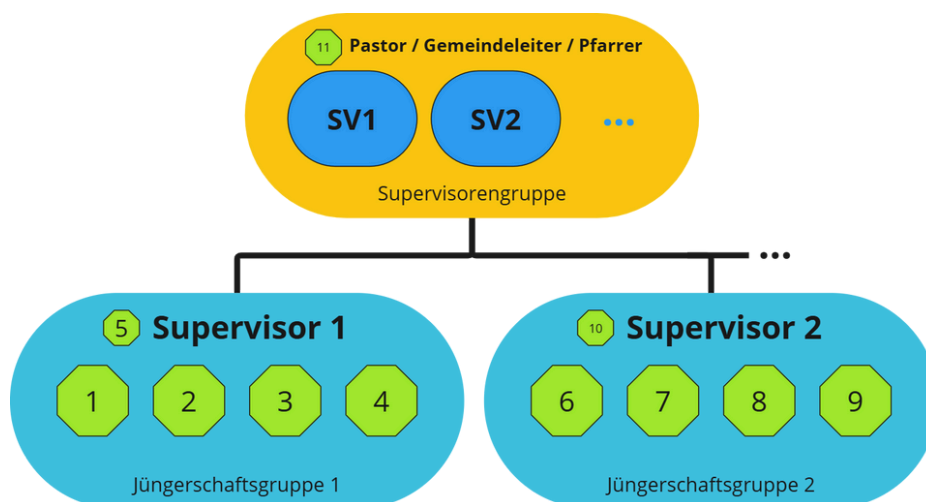 11 Pastor / Gemeindeleiter / Pfarrer
SV1 SV2 ...
Supervisorengruppe
...
5 Supervisor 1
1 2 3 4
Jüngerschaftsgruppe 1
10 Supervisor 2
6 7 8 9
Jüngerschaftsgruppe 2